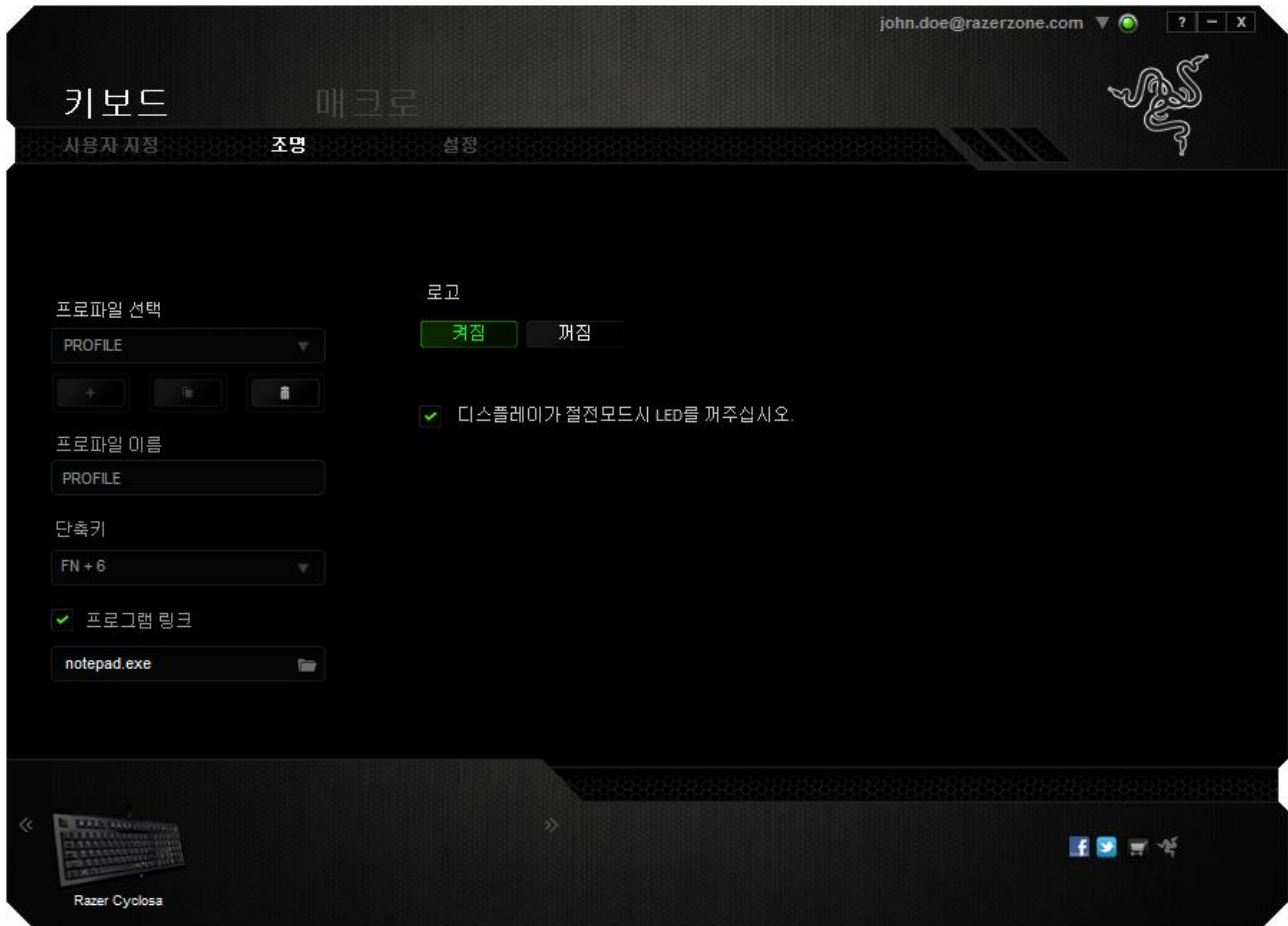 john.doe@razerzone.com
? – X
키보드 매크로
사용자 지정 조명 설정
프로파일 선택
PROFILE
프로파일 이름
PROFILE
단축키
FN + 6
프로그램 링크
notepad.exe
로고
켜짐 꺼짐
디스플레이가 절전모드시 LED를 꺼주십시오.
Razer Cyclosa